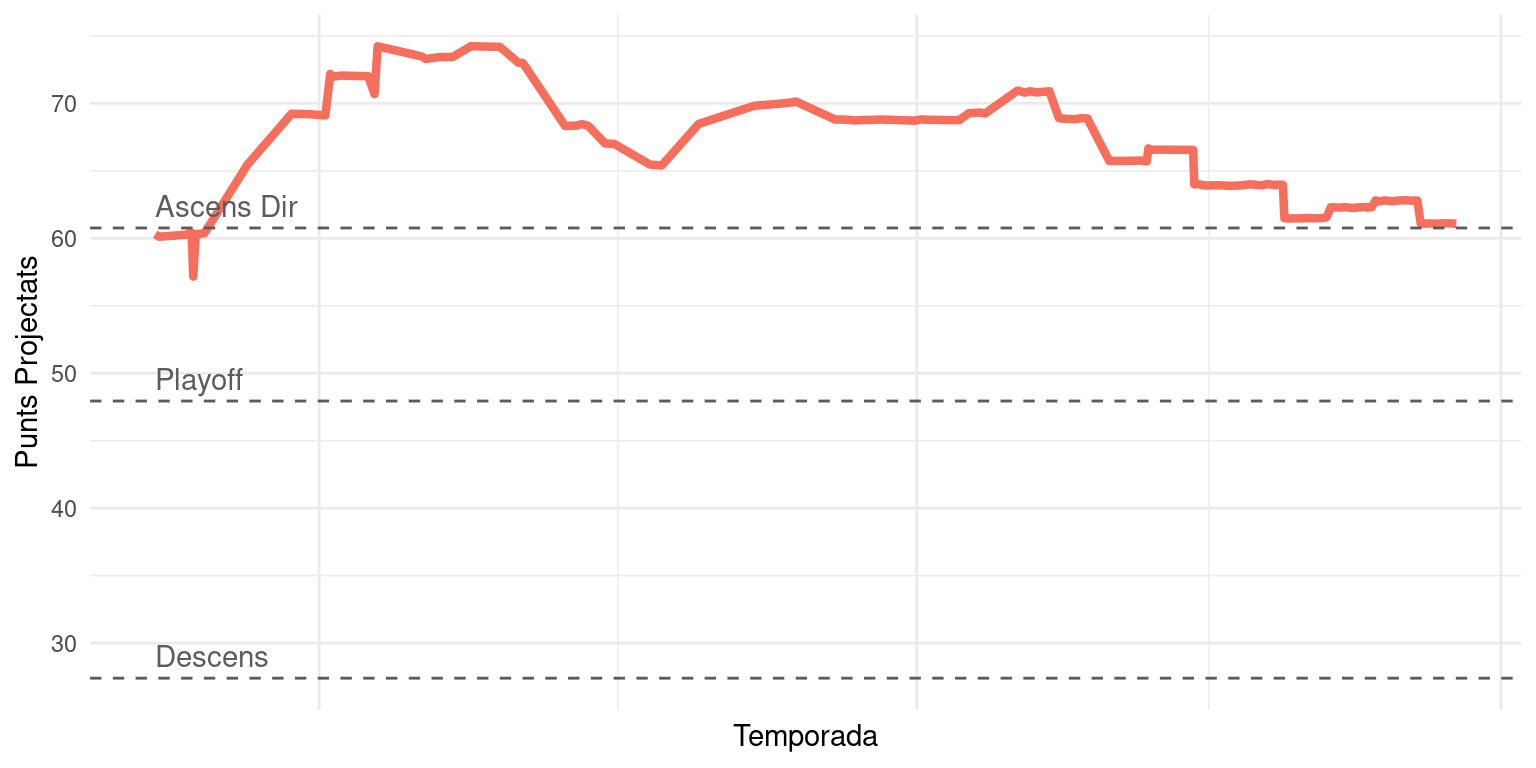 Punts Projectats
70
60
50
40
30
Ascens Dir
Playoff
Descens
Temporada